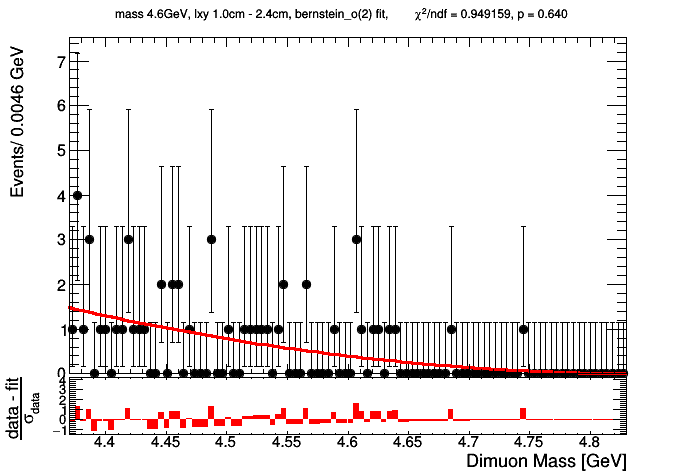 mass 4.6GeV, lxy 1.0cm - 2.4cm, bernstein_o(2) fit, χ²/ndf = 0.949159, p = 0.640
Events/ 0.0046 GeV
7
6
5
4
3
2
1
0
data - fit
σdata
4
3
2
1
0
−1
4.4 4.45 4.5 4.55 4.6 4.65 4.7 4.75 4.8
Dimuon Mass [GeV]